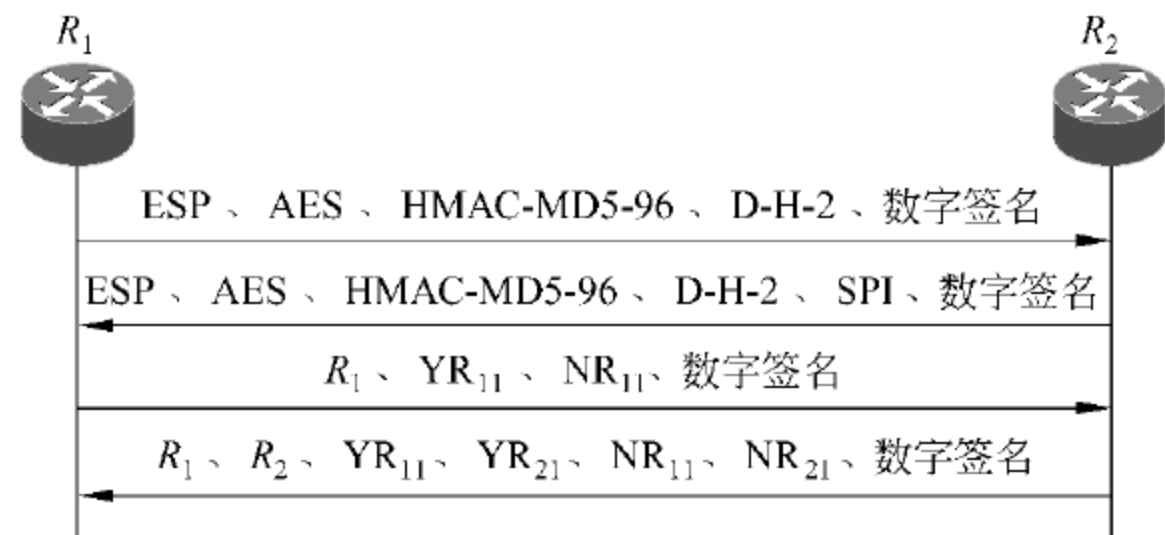 R1 R2
ESP 、 AES 、 HMAC-MD5-96 、 D-H-2 、数字签名
ESP 、 AES 、 HMAC-MD5-96 、 D-H-2 、 SPI 、数字签名
R1 、 YR11 、 NR11、数字签名
R1 、 R2 、 YR11、 YR21、 NR11、 NR21、数字签名